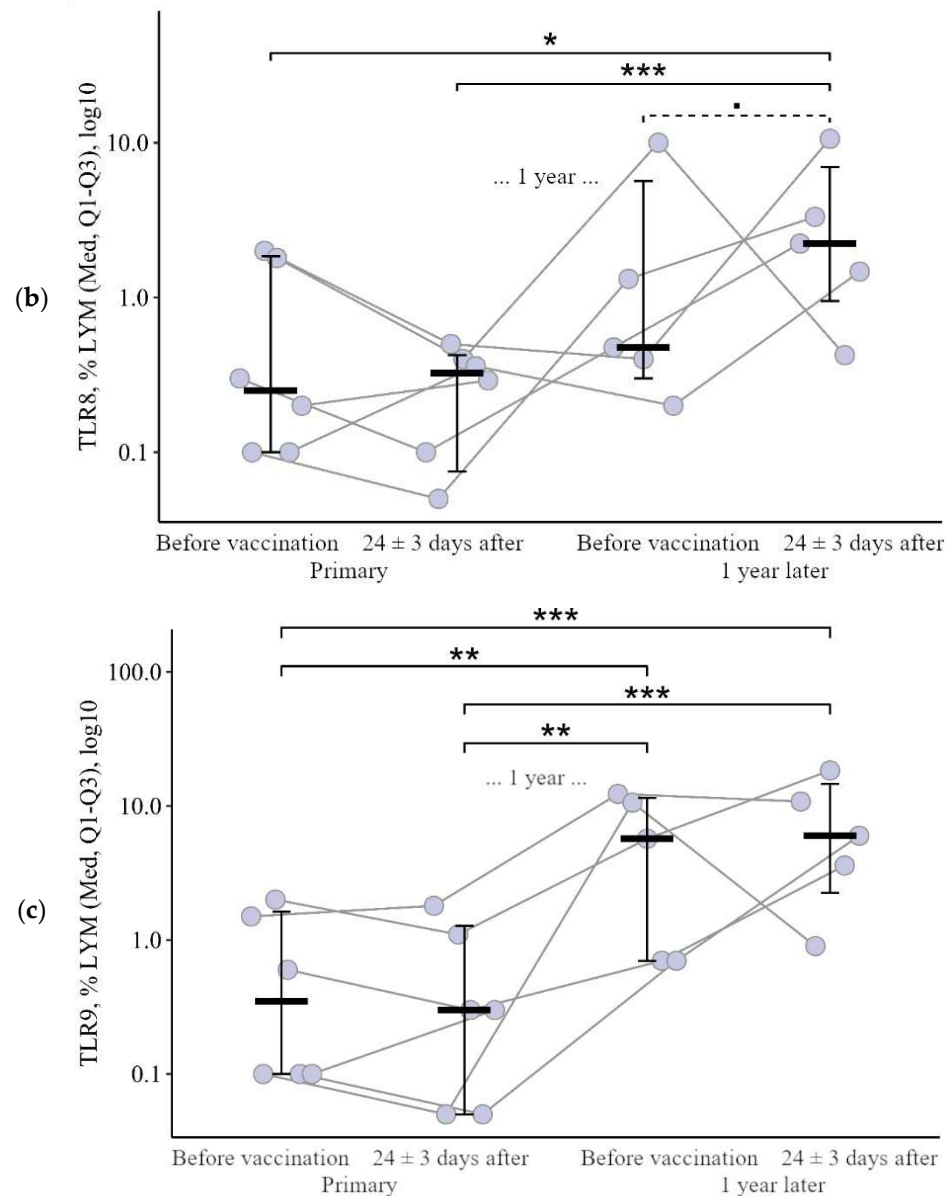 *
***
.
10.0
... 1 year ...
1.0
0.1
TLR8, % LYM (Med, Q1-Q3), log10
(b)
Before vaccination 24 ± 3 days after Before vaccination 24 ± 3 days after
Primary 1 year later
***
**
***
**
100.0
... 1 year ...
10.0
1.0
0.1
TLR9, % LYM (Med, Q1-Q3), log10
(c)
Before vaccination 24 ± 3 days after Before vaccination 24 ± 3 days after
Primary 1 year later